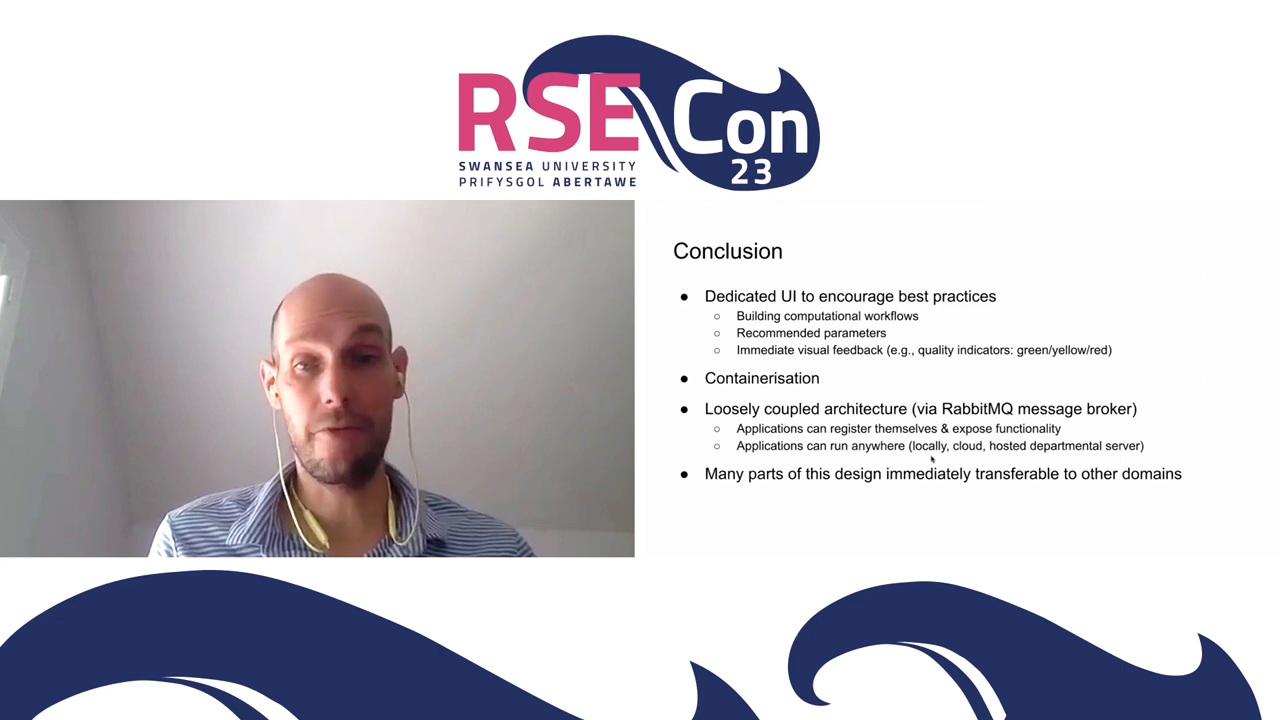 RSE Con
23
SWANSEA UNIVERSITY
PRIFYSGOL ABERTAWE
Conclusion
● Dedicated UI to encourage best practices
○ Building computational workflows
○ Recommended parameters
○ Immediate visual feedback (e.g., quality indicators: green/yellow/red)
● Containerisation
● Loosely coupled architecture (via RabbitMQ message broker)
○ Applications can register themselves & expose functionality
○ Applications can run anywhere (locally, cloud, hosted departmental server)
● Many parts of this design immediately transferable to other domains